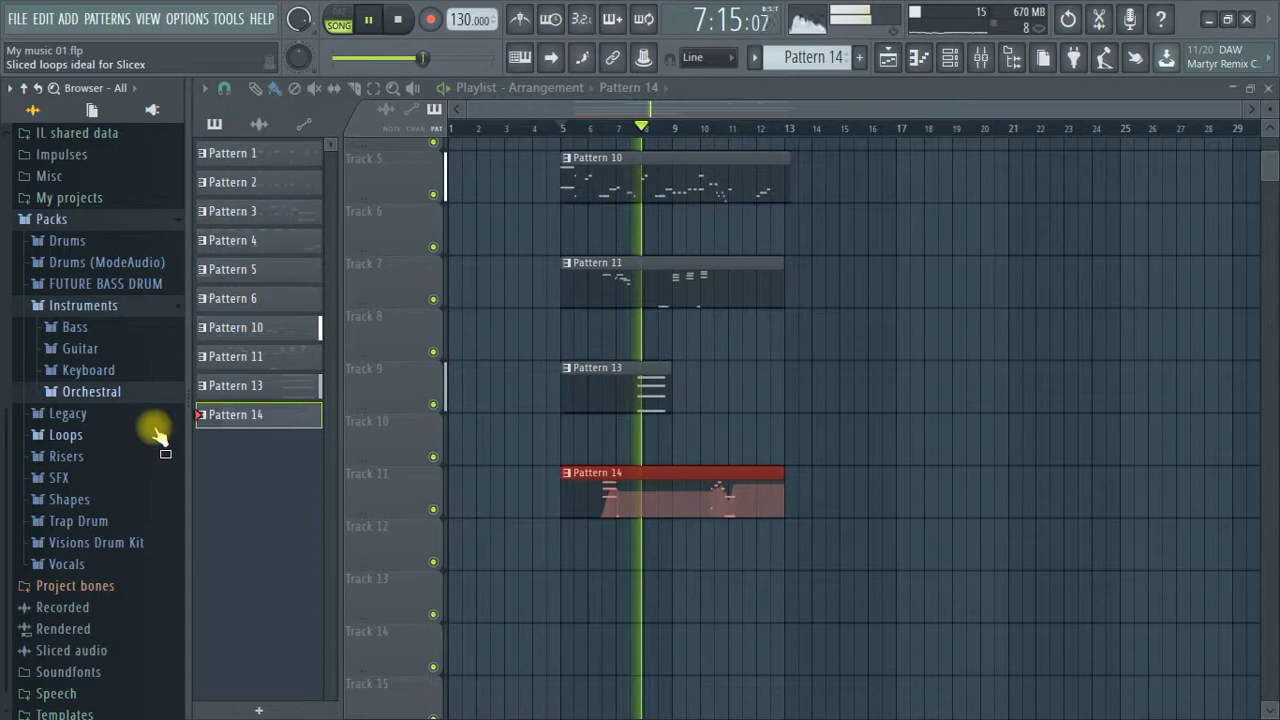 FILE EDIT ADD PATTERNS VIEW OPTIONS TOOLS HELP
PAT
SONG
130.000
3.2
7:15:07
B:S:T
15
670 MB
8
My music 01.flp
Sliced loops ideal for Slicex
Line
Pattern 14
11/20 DAW
Martyr Remix C..
Browser - All
Playlist - Arrangement
Pattern 14
NOTE CHAN PAT
1 2 3 4 5 6 7 8 9 10 11 12 13 14 15 16 17 18 19 20 21 22 23 24 25 26 27 28 29
IL shared data
Impulses
Misc
My projects
Packs
Drums
Drums (ModeAudio)
FUTURE BASS DRUM
Instruments
Bass
Guitar
Keyboard
Orchestral
Legacy
Loops
Risers
SFX
Shapes
Trap Drum
Visions Drum Kit
Vocals
Project bones
Recorded
Rendered
Sliced audio
Soundfonts
Speech
Templates
Pattern 1
Pattern 2
Pattern 3
Pattern 4
Pattern 5
Pattern 6
Pattern 10
Pattern 11
Pattern 13
Pattern 14
Track 5
Track 6
Track 7
Track 8
Track 9
Track 10
Track 11
Track 12
Track 13
Track 14
Track 15
Pattern 10
Pattern 11
Pattern 13
Pattern 14